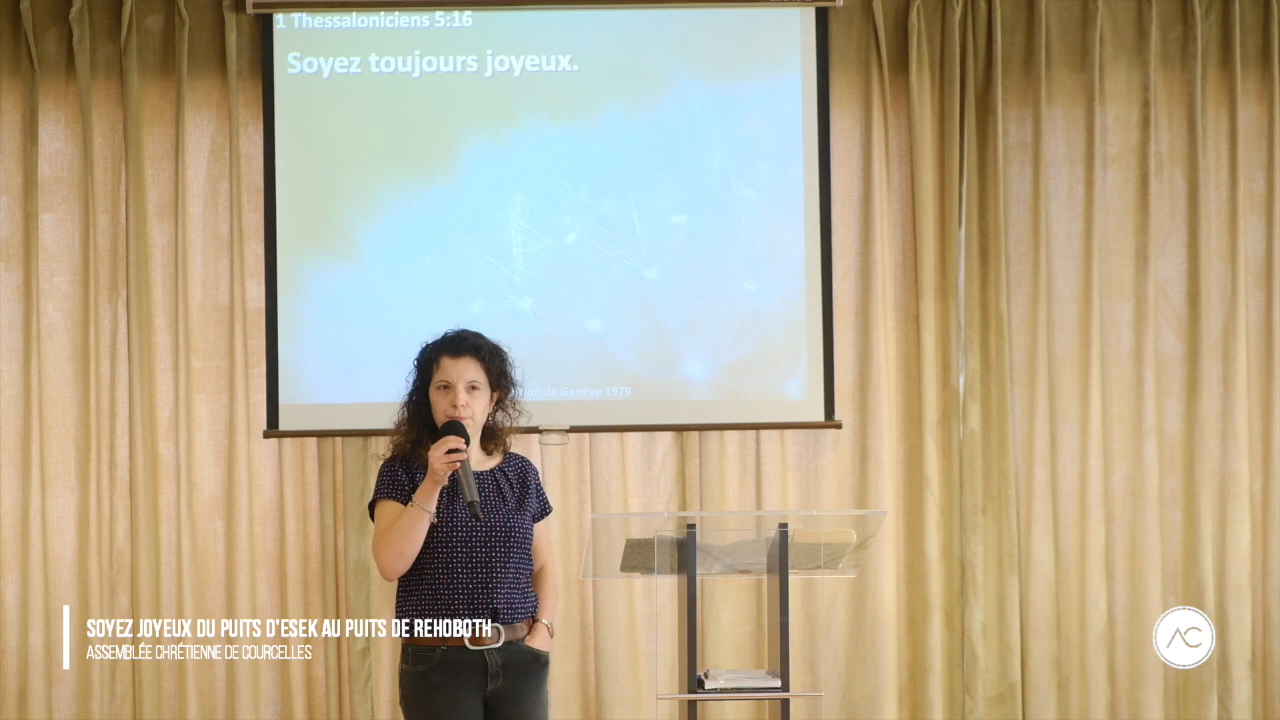 1 Thessaloniciens 5:16
Soyez toujours joyeux.
de Genève 1979
SOYEZ JOYEUX DU PUITS D'ESEK AU PUITS DE REHOBOTH
ASSEMBLÉE CHRÉTIENNE DE COURCELLES
AC